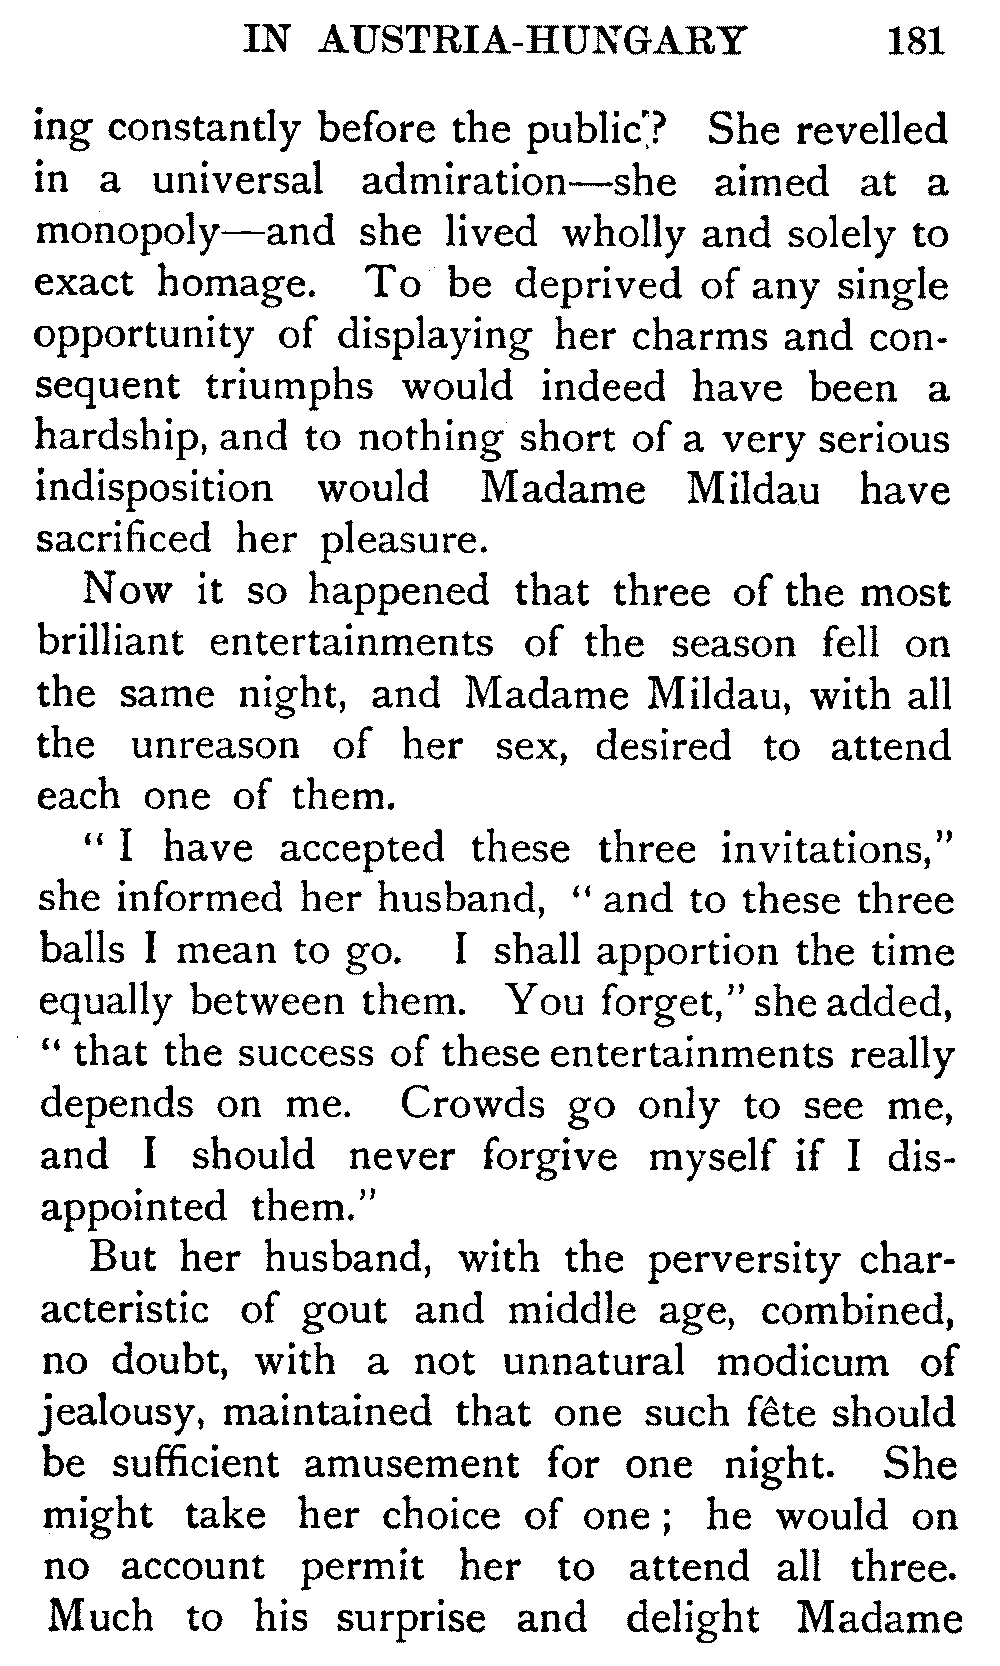 IN AUSTRIA-HUNGARY 181
ing constantly before the public? She revelled
in a universal admiration—she aimed at a
monopoly—and she lived wholly and solely to
exact homage. To be deprived of any single
opportunity of displaying her charms and con-
sequent triumphs would indeed have been a
hardship, and to nothing short of a very serious
indisposition would Madame Mildau have
sacrificed her pleasure.
Now it so happened that three of the most
brilliant entertainments of the season fell on
the same night, and Madame Mildau, with all
the unreason of her sex, desired to attend
each one of them.
“ I have accepted these three invitations,”
she informed her husband, “ and to these three
balls I mean to go. I shall apportion the time
equally between them. You forget,” she added,
“ that the success of these entertainments really
depends on me. Crowds go only to see me,
and I should never forgive myself if I dis-
appointed them.”
But her husband, with the perversity char-
acteristic of gout and middle age, combined,
no doubt, with a not unnatural modicum of
jealousy, maintained that one such fête should
be sufficient amusement for one night. She
might take her choice of one ; he would on
no account permit her to attend all three.
Much to his surprise and delight Madame